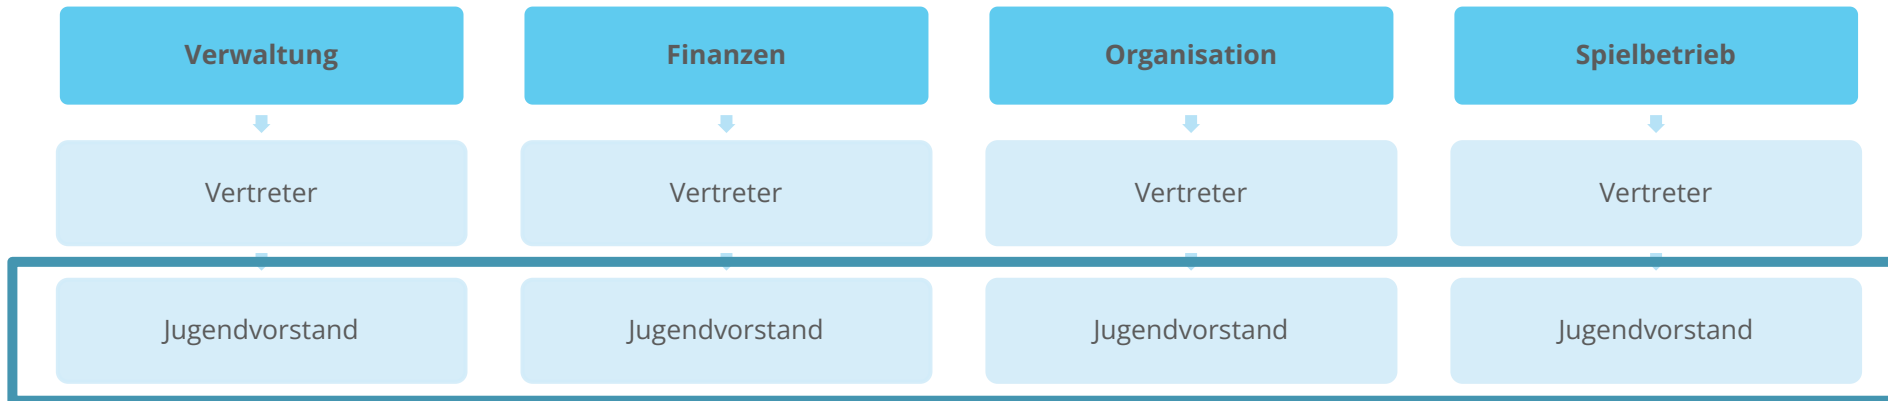 Verwaltung
Finanzen
Organisation
Spielbetrieb
Vertreter
Vertreter
Vertreter
Vertreter
Jugendvorstand
Jugendvorstand
Jugendvorstand
Jugendvorstand